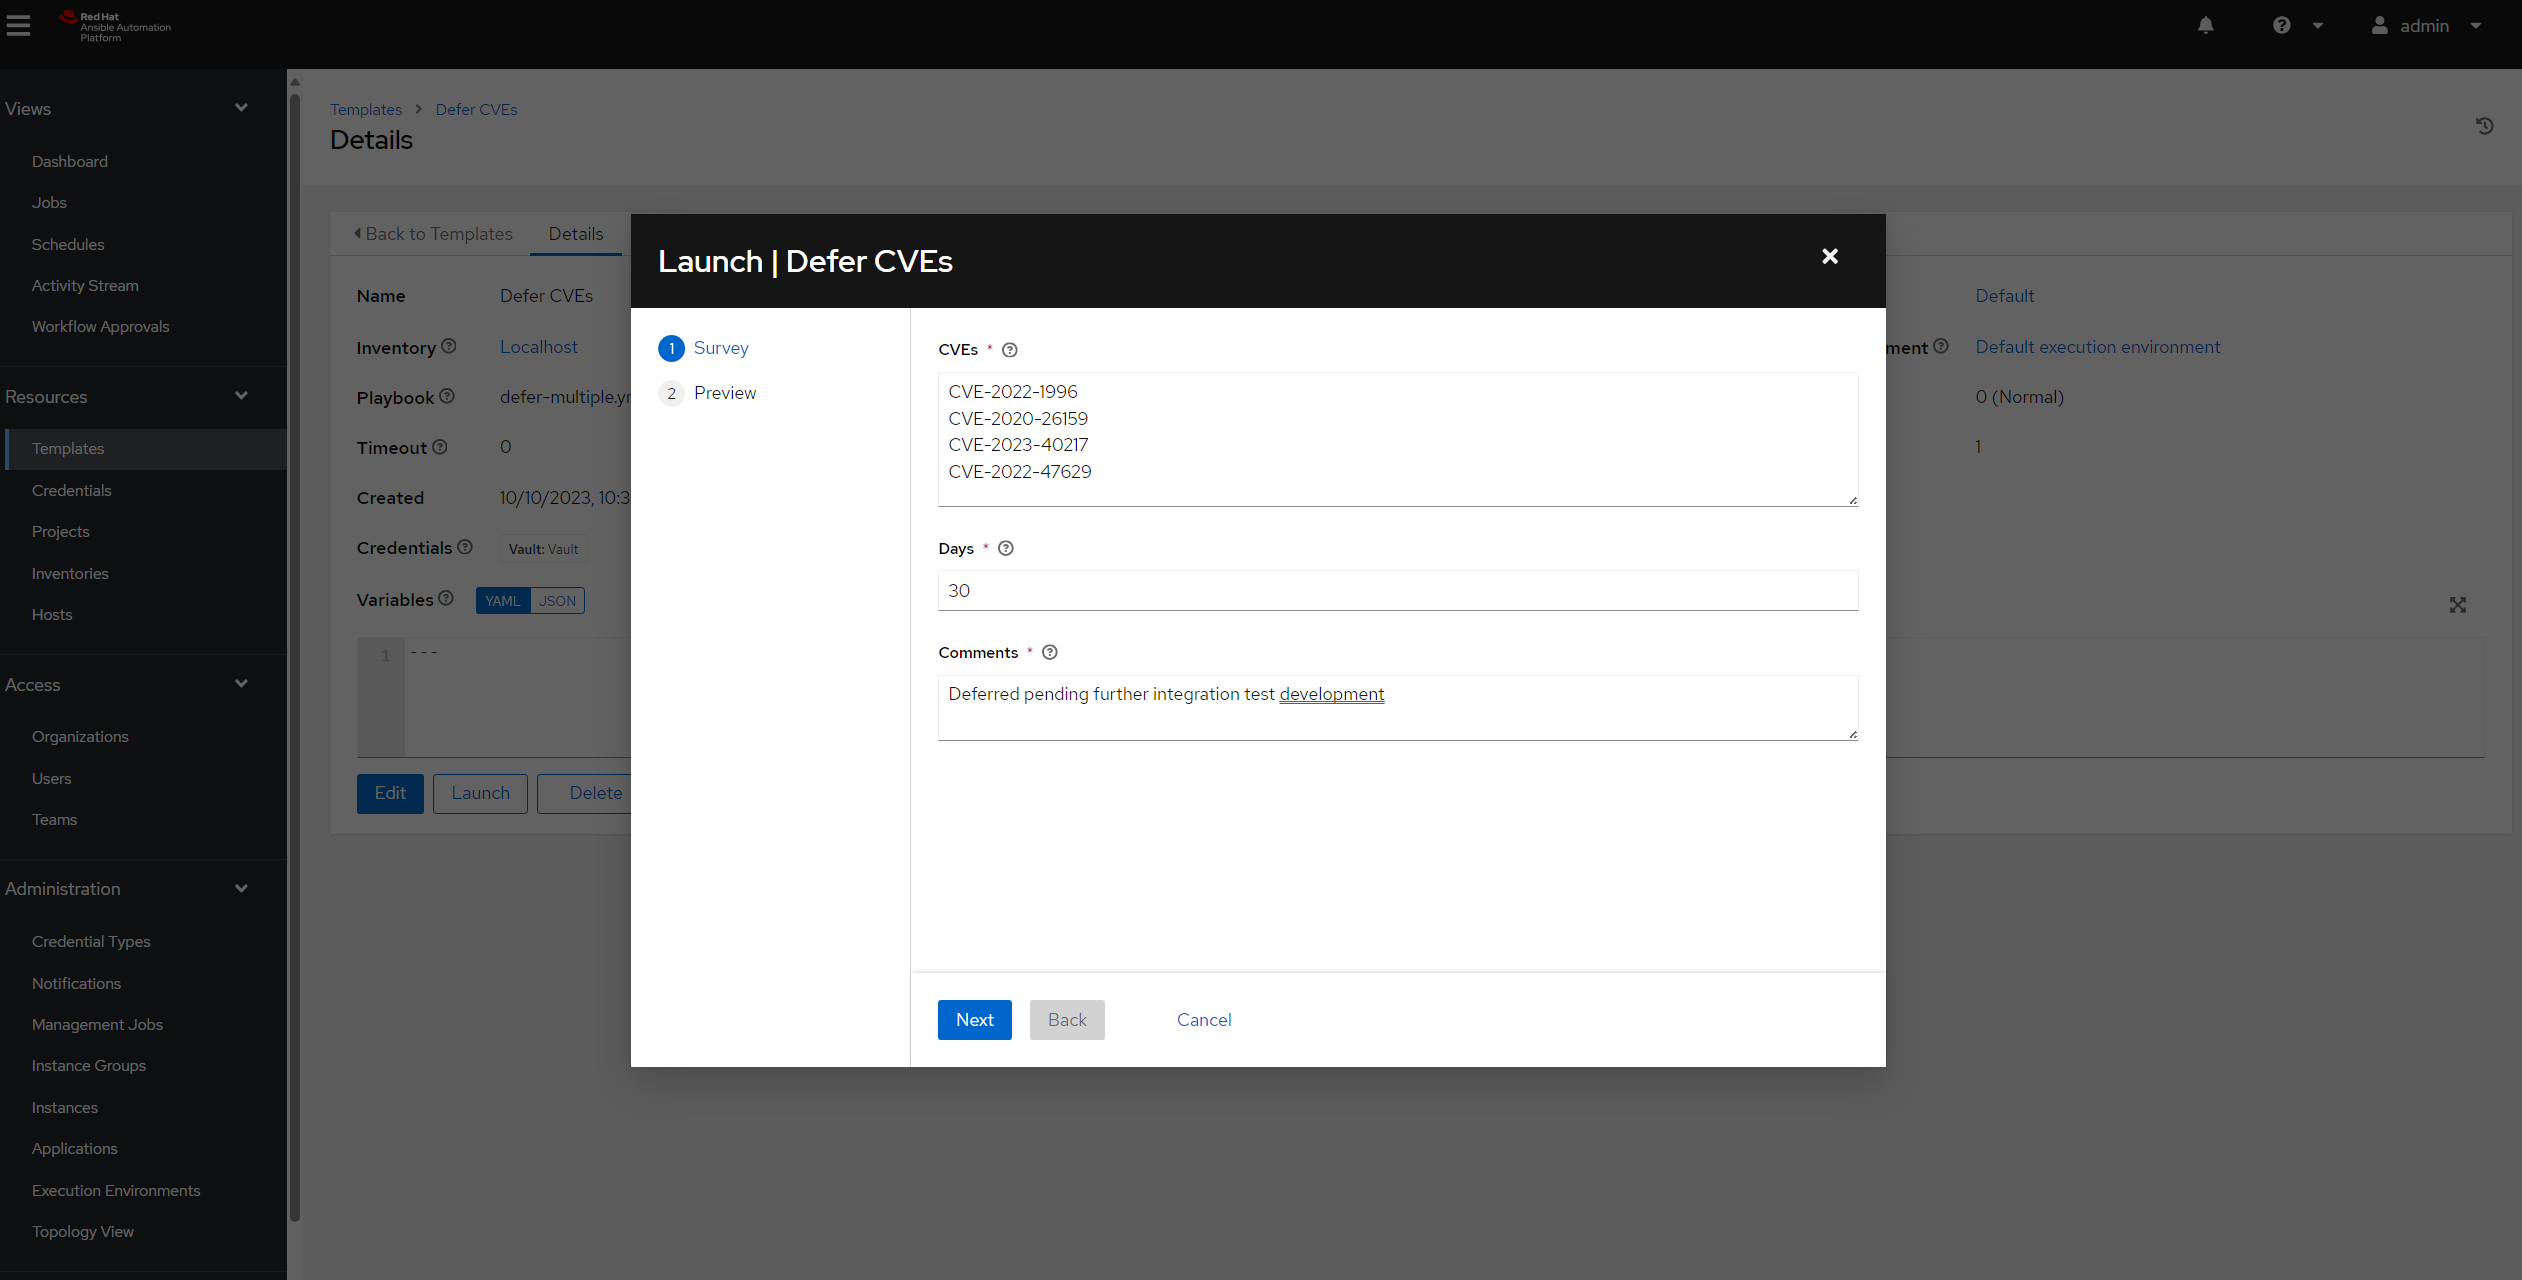 Red Hat
Ansible Automation
Platform
admin
Views
Dashboard
Jobs
Schedules
Activity Stream
Workflow Approvals
Resources
Templates
Credentials
Projects
Inventories
Hosts
Access
Organizations
Users
Teams
Administration
Credential Types
Notifications
Management Jobs
Instance Groups
Instances
Applications
Execution Environments
Topology View
Templates > Defer CVEs
Details
Back to Templates Details
Name Defer CVEs Default
Inventory Localhost ment Default execution environment
Playbook defer-multiple.yr 0 (Normal)
Timeout 0 1
Created 10/10/2023, 10:3
Credentials Vault: Vault
Variables YAML JSON
1 ---
Edit Launch Delete
Launch | Defer CVEs
1 Survey
2 Preview
CVEs *
CVE-2022-1996
CVE-2020-26159
CVE-2023-40217
CVE-2022-47629
Days *
30
Comments *
Deferred pending further integration test development
Next Back Cancel